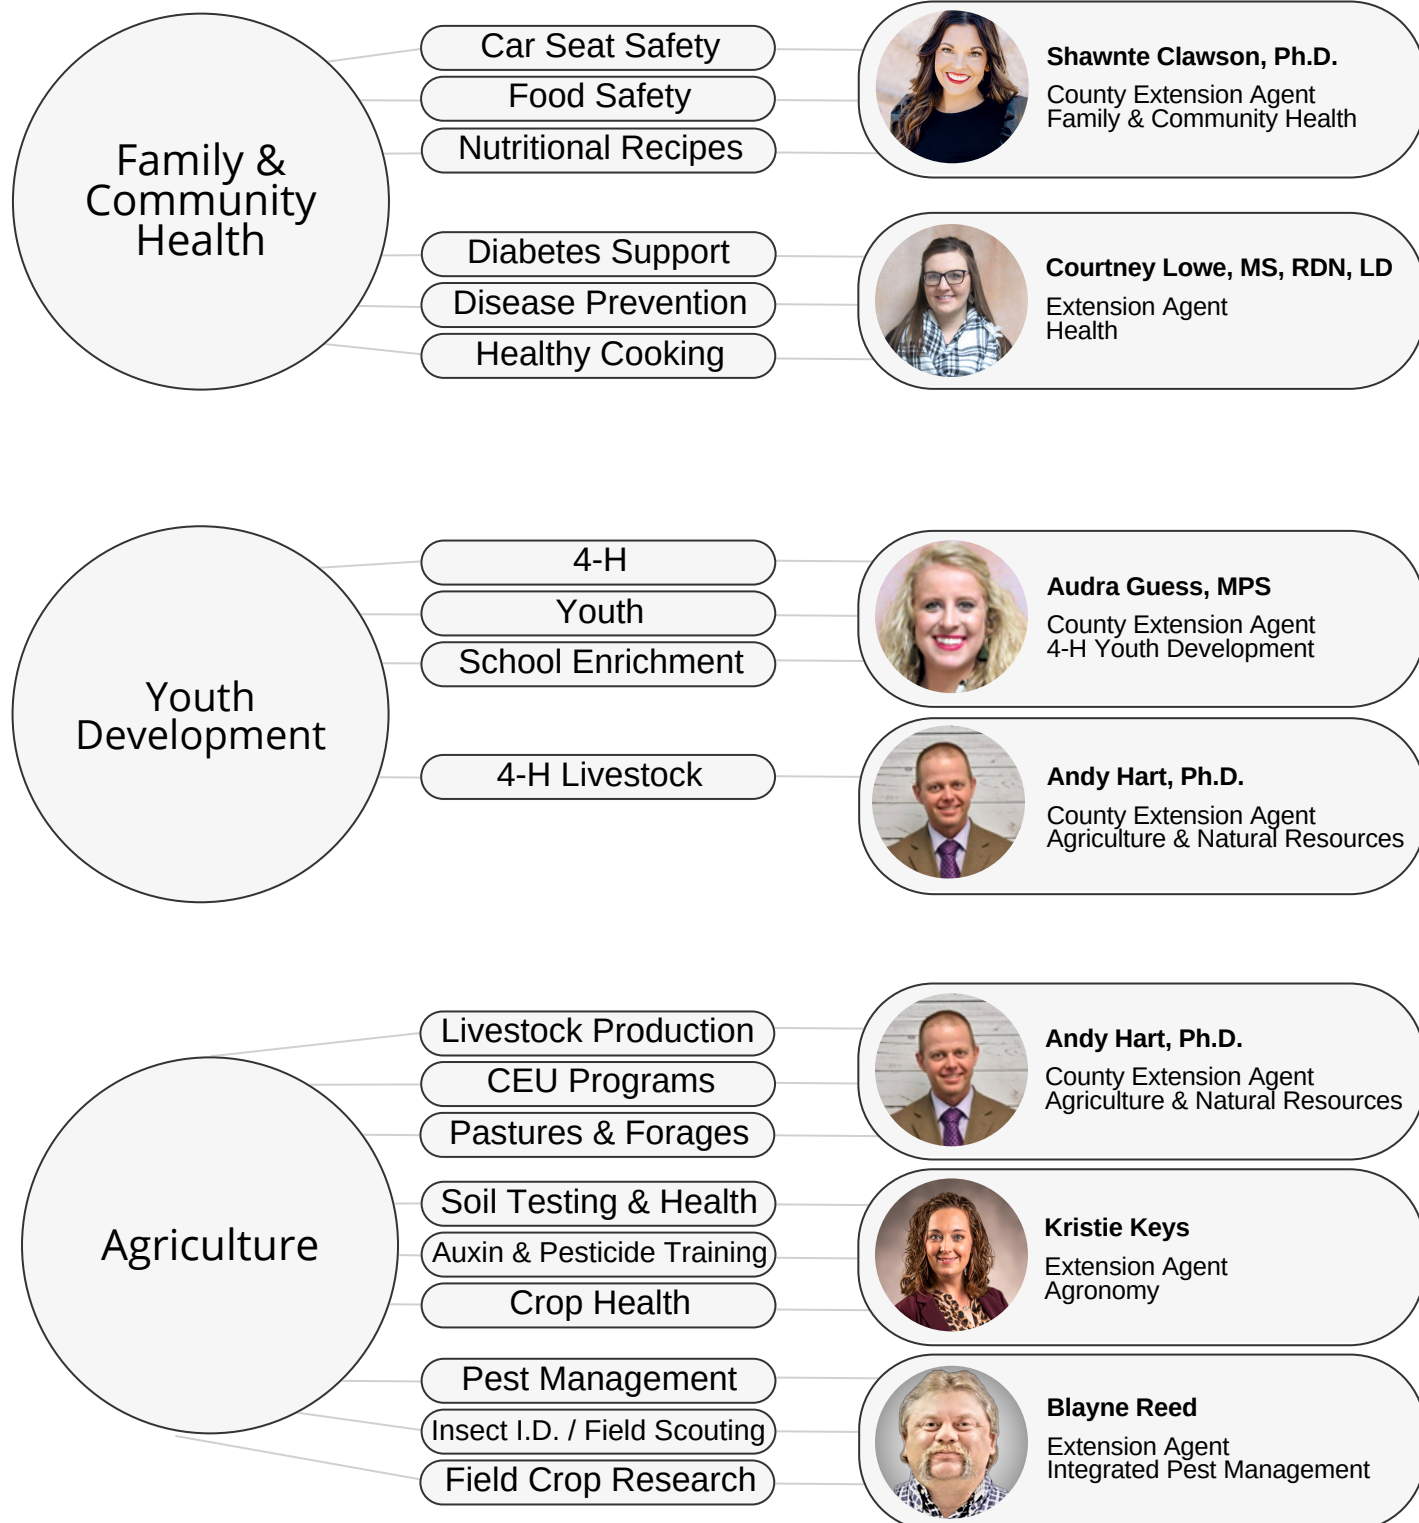 Family &
Community
Health
Car Seat Safety
Food Safety
Nutritional Recipes
Shawnte Clawson, Ph.D.
County Extension Agent
Family & Community Health
Diabetes Support
Disease Prevention
Healthy Cooking
Courtney Lowe, MS, RDN, LD
Extension Agent
Health
Youth
Development
4-H
Youth
School Enrichment
Audra Guess, MPS
County Extension Agent
4-H Youth Development
4-H Livestock
Andy Hart, Ph.D.
County Extension Agent
Agriculture & Natural Resources
Agriculture
Livestock Production
CEU Programs
Pastures & Forages
Andy Hart, Ph.D.
County Extension Agent
Agriculture & Natural Resources
Soil Testing & Health
Auxin & Pesticide Training
Crop Health
Kristie Keys
Extension Agent
Agronomy
Pest Management
Insect I.D. / Field Scouting
Field Crop Research
Blayne Reed
Extension Agent
Integrated Pest Management